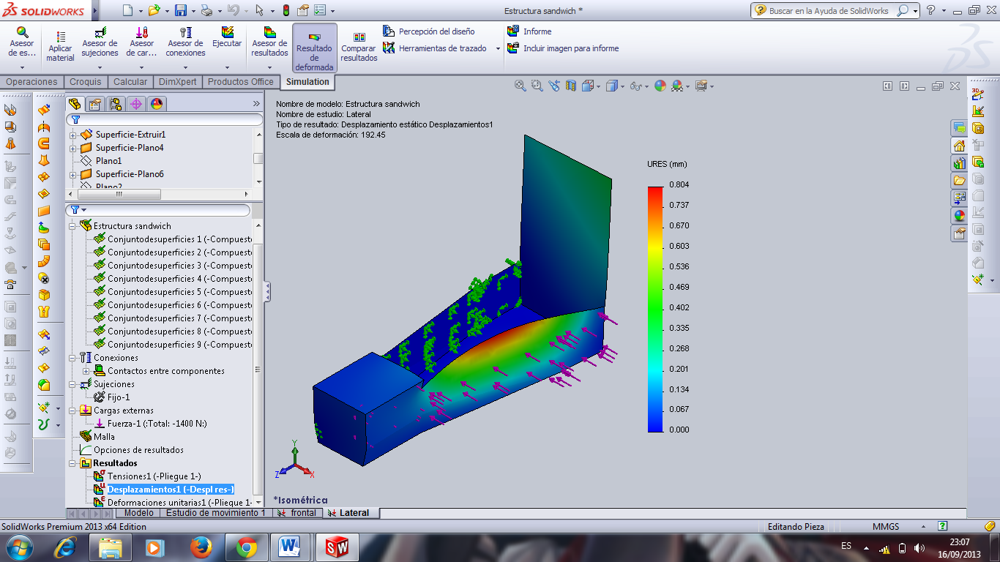 SOLIDWORKS
Estructura sandwich *
Buscar en la Ayuda de SolidWorks
Asesor de es...
Aplicar material
Asesor de sujeciones
Asesor de car...
Asesor de conexiones
Ejecutar
Asesor de resultados
Resultado de deformada
Comparar resultados
Percepción del diseño
Herramientas de trazado
Informe
Incluir imagen para informe
Operaciones
Croquis
Calcular
DimXpert
Productos Office
Simulation
Superficie-Extruir1
Superficie-Plano4
Plano1
Superficie-Plano6
Plano2
Estructura sandwich
Conjuntodesuperficies 1 (-Compuest
Conjuntodesuperficies 2 (-Compuest
Conjuntodesuperficies 3 (-Compuest
Conjuntodesuperficies 4 (-Compuest
Conjuntodesuperficies 5 (-Compuest
Conjuntodesuperficies 6 (-Compuest
Conjuntodesuperficies 7 (-Compuest
Conjuntodesuperficies 8 (-Compuest
Conjuntodesuperficies 9 (-Compuest
Conexiones
Contactos entre componentes
Sujeciones
Fijo-1
Cargas externas
Fuerza-1 (:Total: -1400 N:)
Malla
Opciones de resultados
Resultados
Tensiones1 (-Pliegue 1-)
Desplazamientos1 (-Despl res-)
Deformaciones unitarias1 (-Pliegue 1-
Nombre de modelo: Estructura sandwich
Nombre de estudio: Lateral
Tipo de resultado: Desplazamiento estático Desplazamientos1
Escala de deformación: 192.45
URES (mm)
0.804
0.737
0.670
0.603
0.536
0.469
0.402
0.335
0.268
0.201
0.134
0.067
0.000
Y
Z
X
*Isométrica
Modelo
Estudio de movimiento 1
frontal
Lateral
SolidWorks Premium 2013 x64 Edition
Editando Pieza
MMGS
ES
23:07
16/09/2013